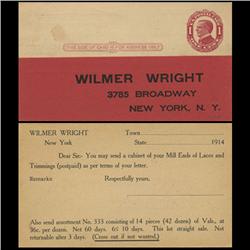 THIS SIDE OF CARD IS FOR ADDRESS ONLY
1 1
WILMER WRIGHT
3785 BROADWAY
NEW YORK, N. Y.
WILMER WRIGHT Town
New York State 1914
Dear Sir:- You may send a cabinet of your Mill Ends of Laces and
Trimmings (postpaid) as per terms of your letter.
Remarks Respectfully yours,
Also send assortment No. 333 consisting of 14 pieces (42 dozen) of Vals., at
36c. per dozen. Net 60 days. 6% 10 days. This lot straight sale. Not
returnable after 3 days. (Cross out if not wanted.)